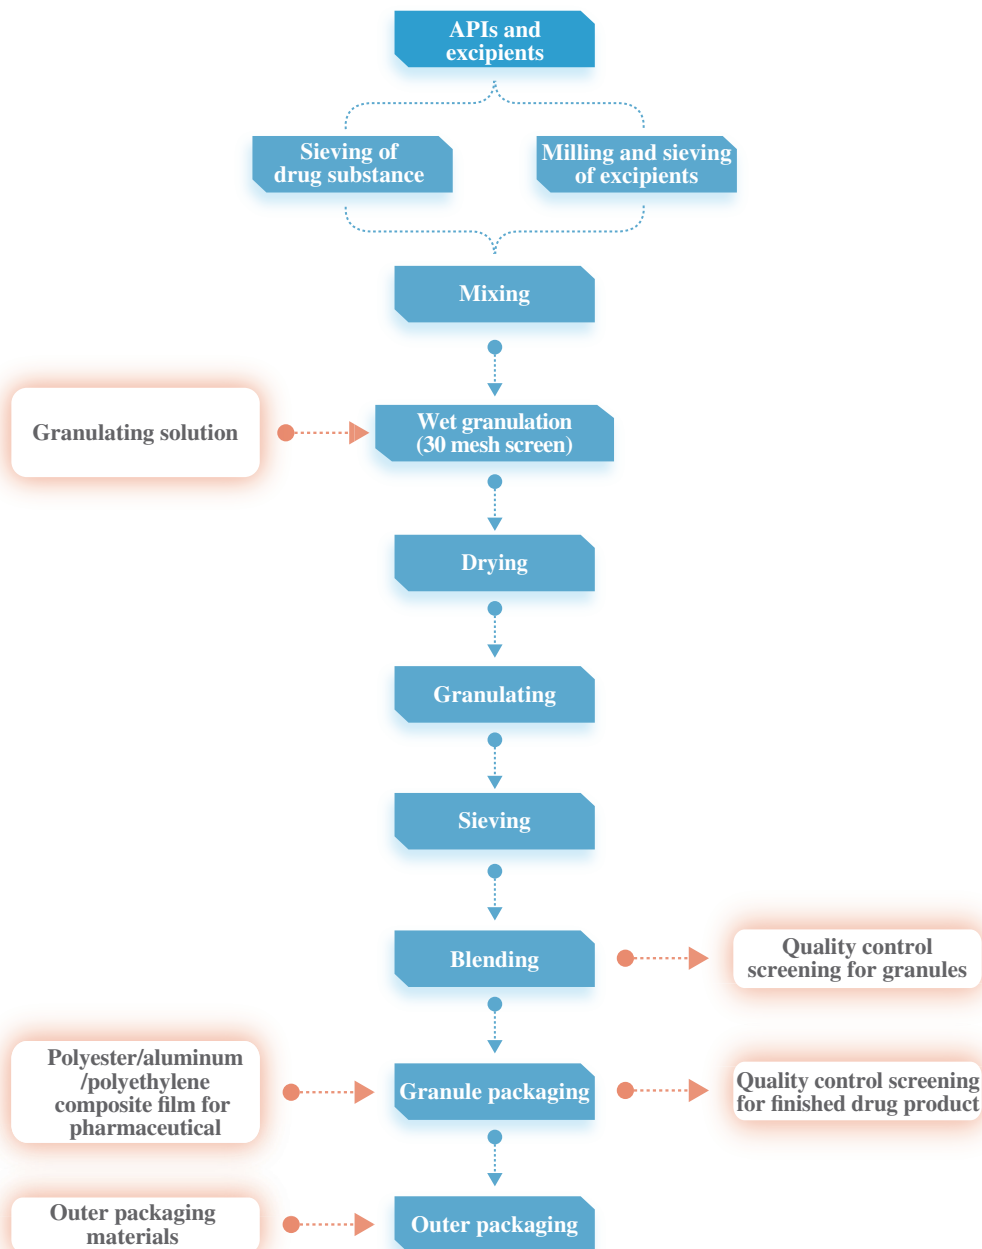 APIs and
excipients
Sieving of
drug substance
Milling and sieving
of excipients
Mixing
Granulating solution
Wet granulation
(30 mesh screen)
Drying
Granulating
Sieving
Blending
Quality control
screening for granules
Polyester/aluminum
/polyethylene
composite film for
pharmaceutical
Granule packaging
Quality control screening
for finished drug product
Outer packaging
materials
Outer packaging